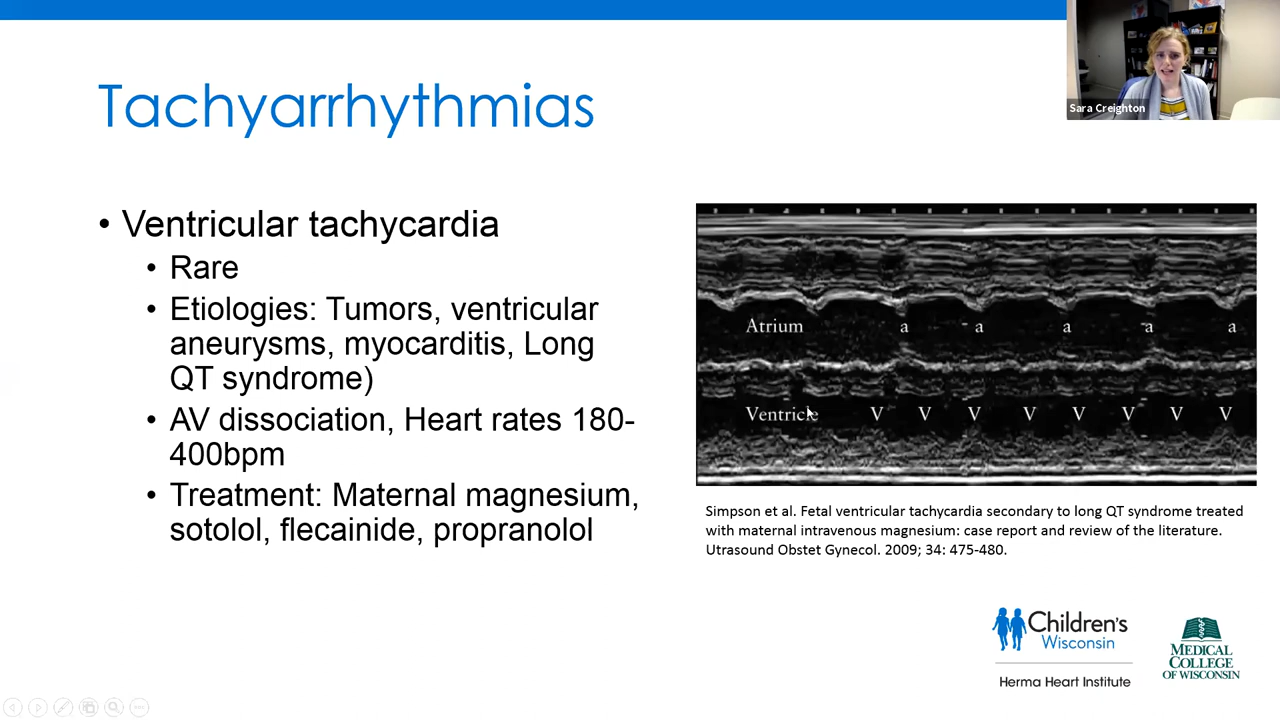 Sara Creighton
Tachyarrhythmias
• Ventricular tachycardia
• Rare
• Etiologies: Tumors, ventricular
aneurysms, myocarditis, Long
QT syndrome)
• AV dissociation, Heart rates 180-
400bpm
• Treatment: Maternal magnesium,
sotolol, flecainide, propranolol
Atrium a a a a a
Ventricle V V V V V V V V
Simpson et al. Fetal ventricular tachycardia secondary to long QT syndrome treated
with maternal intravenous magnesium: case report and review of the literature.
Utrasound Obstet Gynecol. 2009; 34: 475-480.
Children's
Wisconsin
Herma Heart Institute
MEDICAL
COLLEGE
OF WISCONSIN